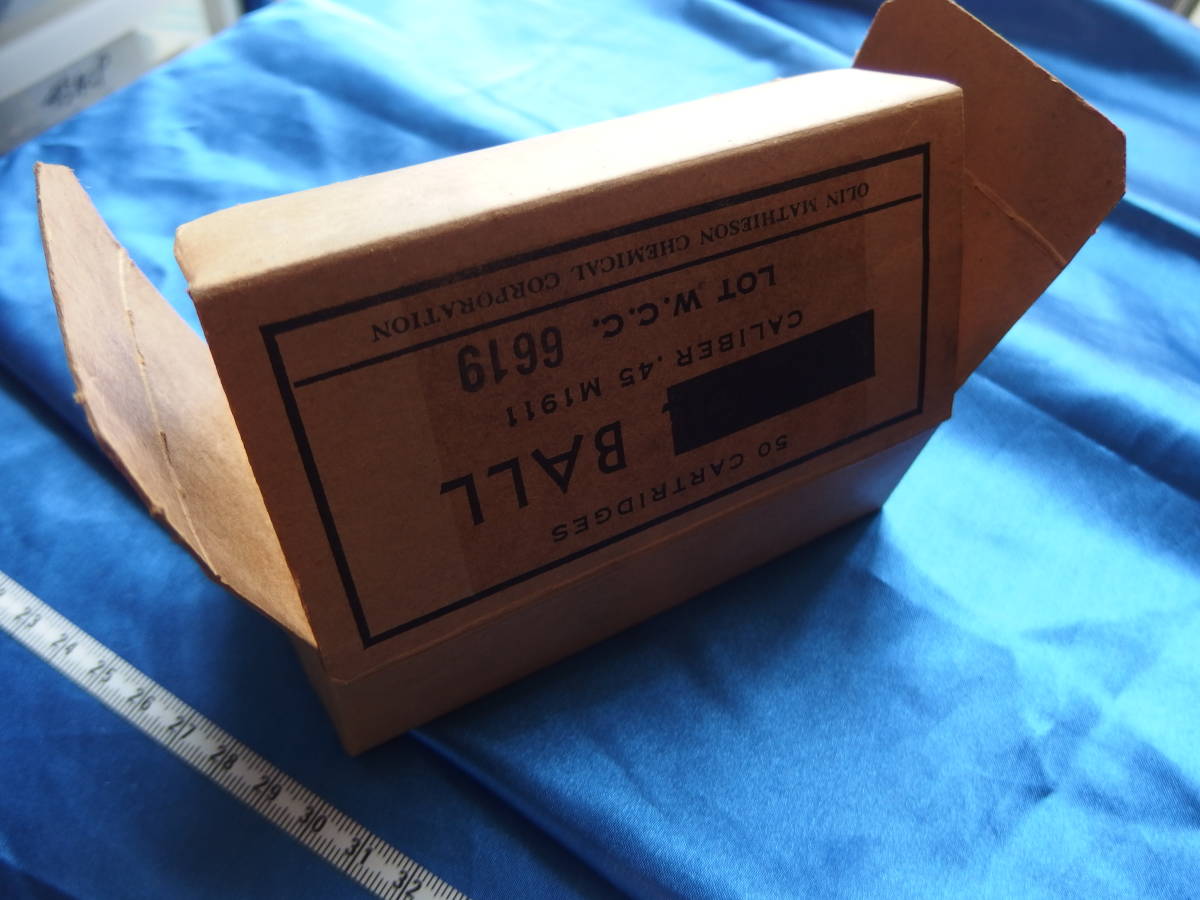 50 CARTRIDGES
BALL
CALIBER .45 M1911
LOT W.C.C. 6619
OLIN MATHIESON CHEMICAL CORPORATION
23 24 25 26 27 28 29 30 31 32